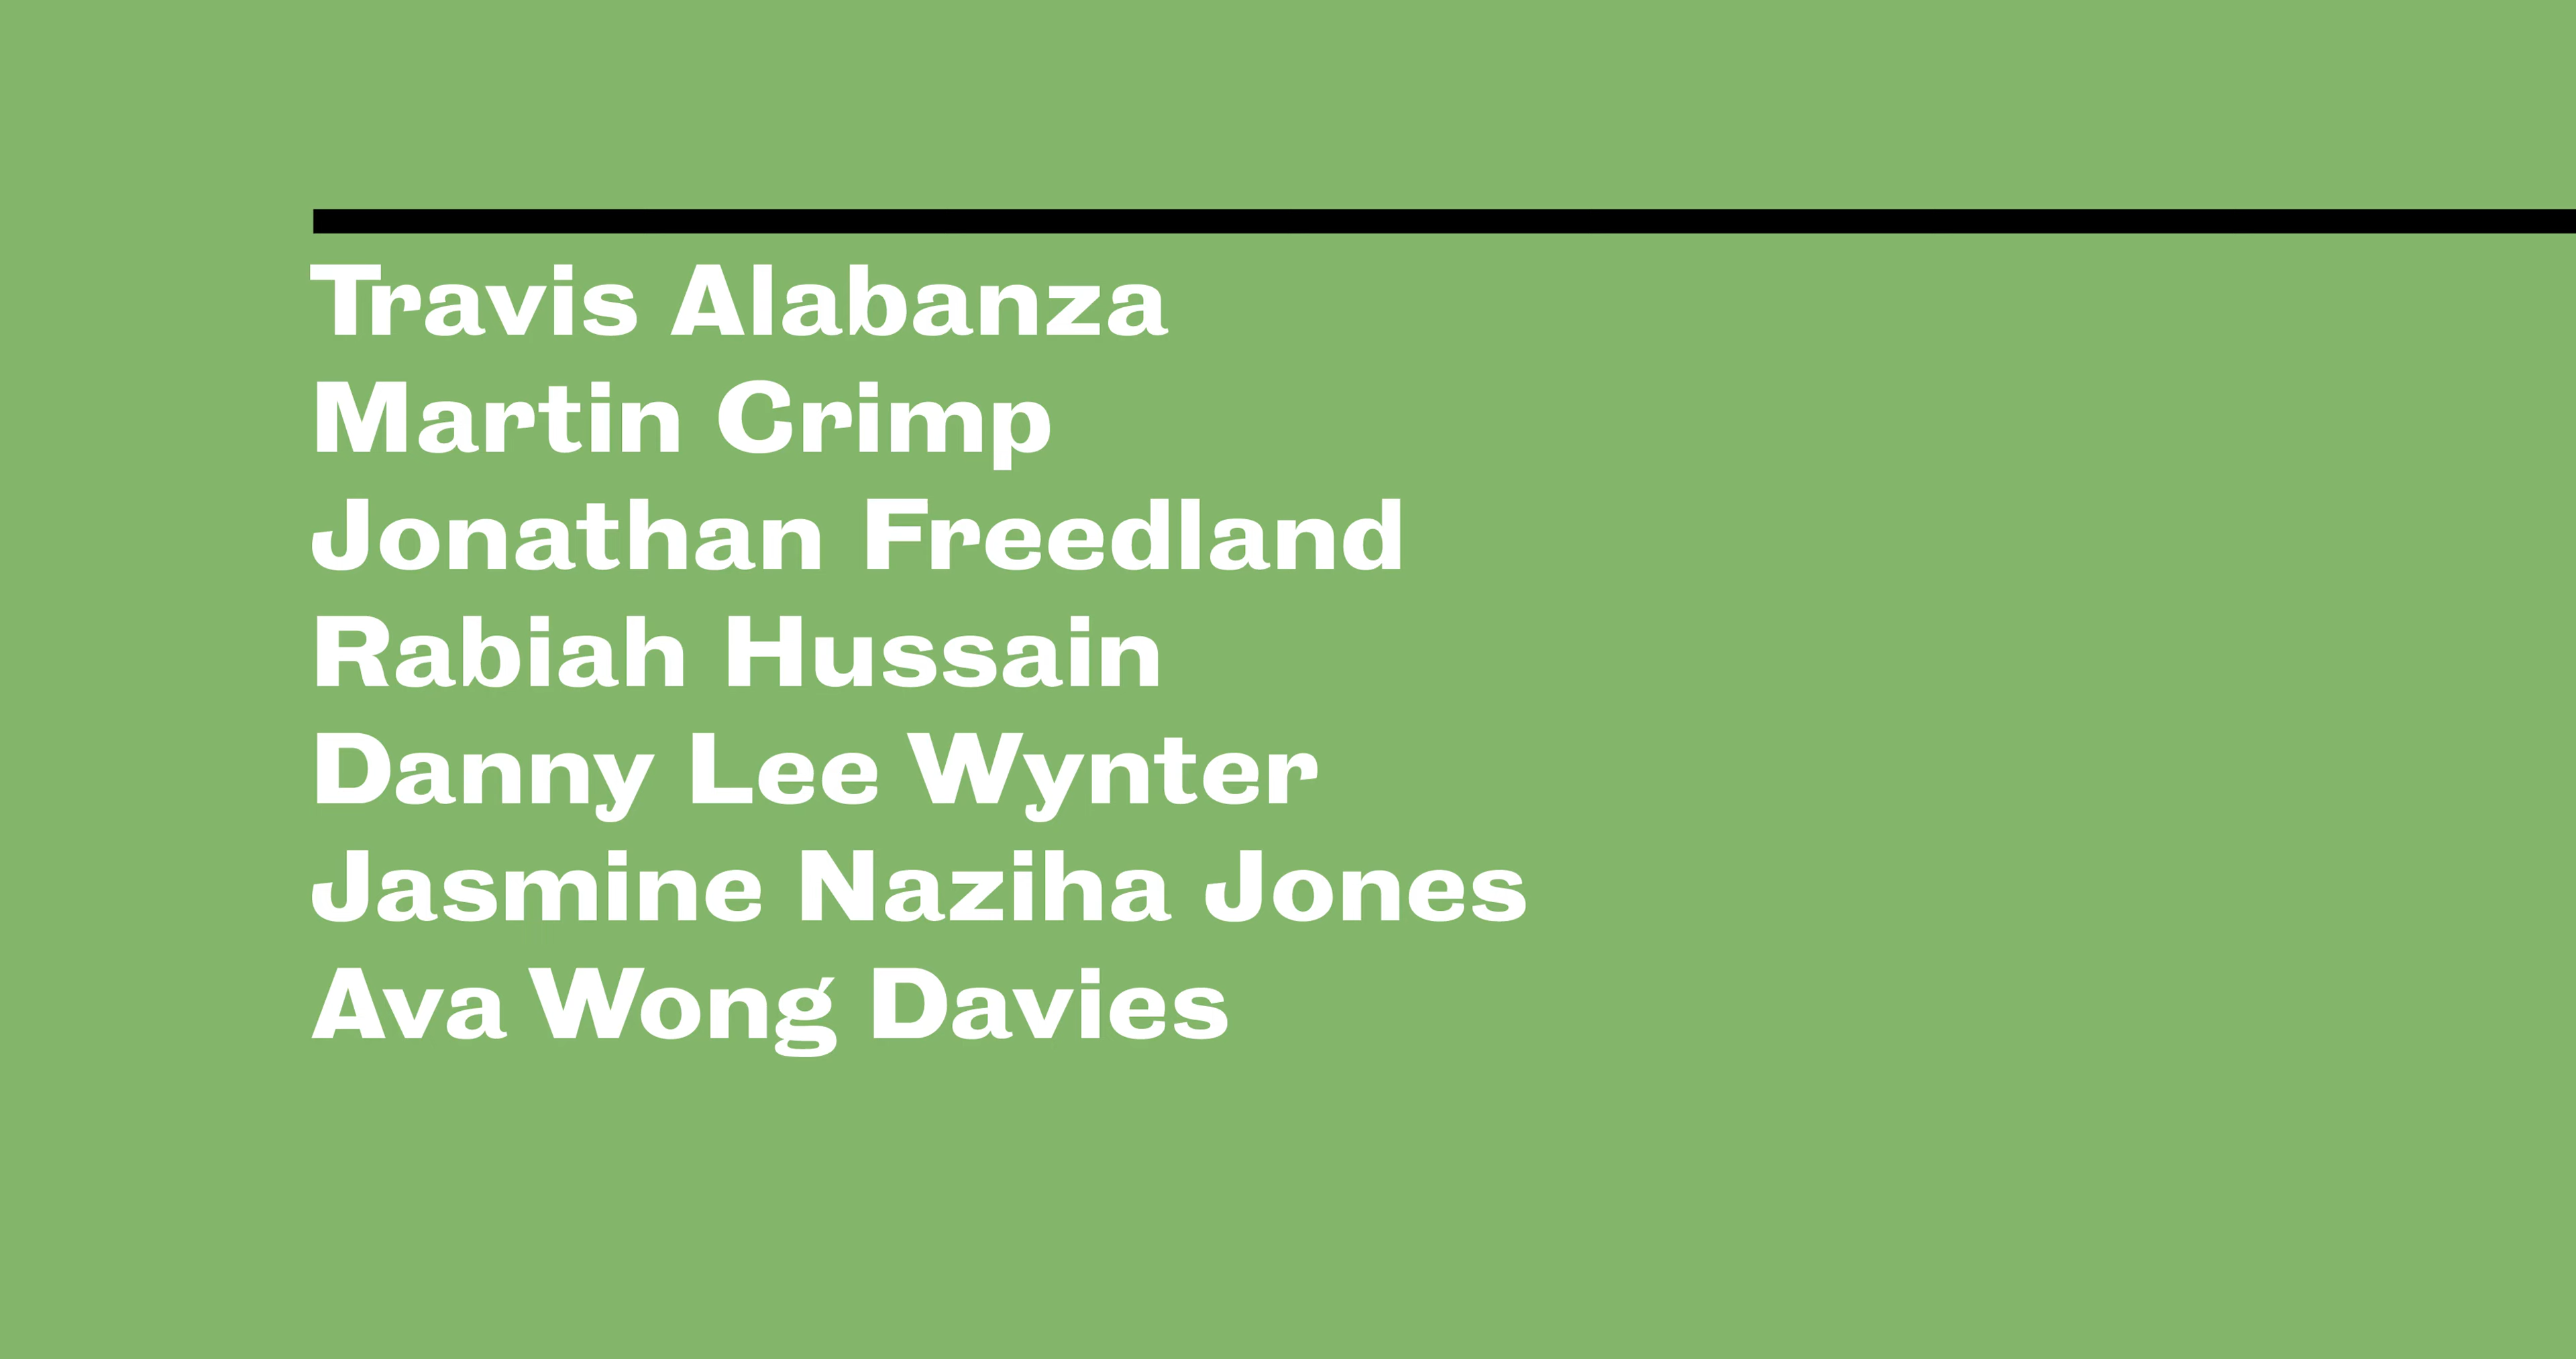 Travis Alabanza
Martin Crimp
Jonathan Freedland
Rabiah Hussain
Danny Lee Wynter
Jasmine Naziha Jones
Ava Wong Davies